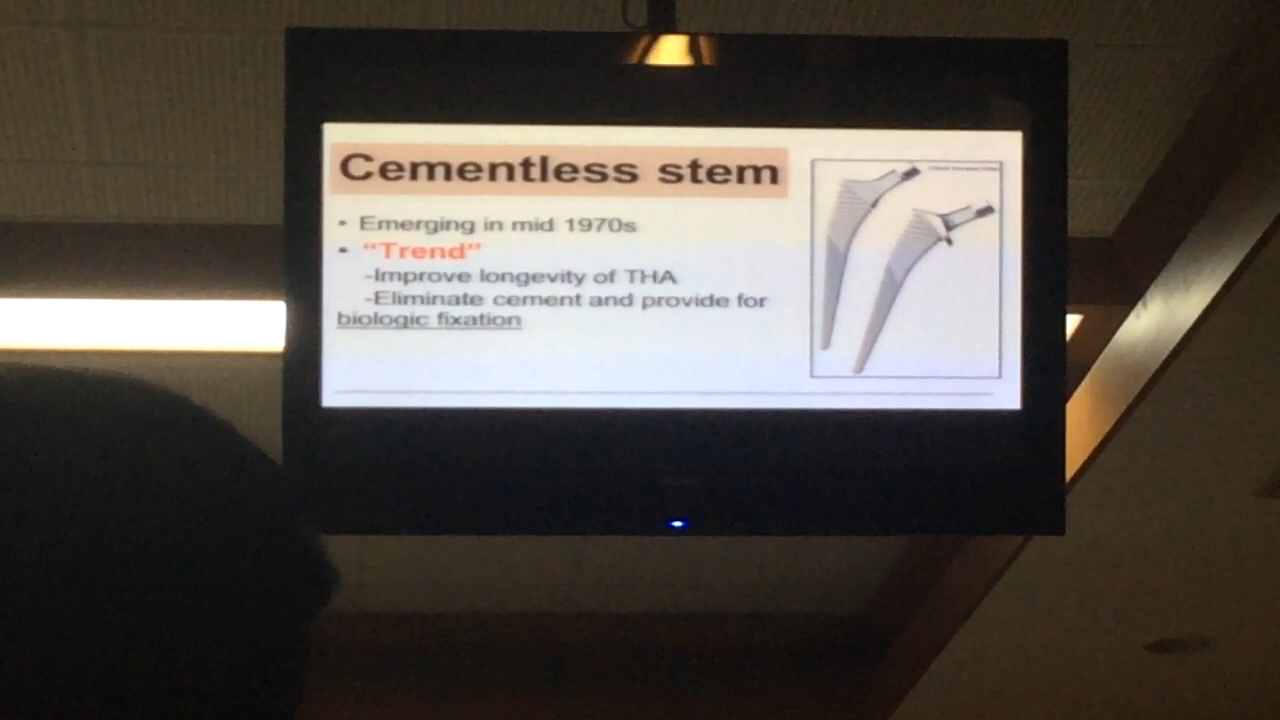 Cementless stem
• Emerging in mid 1970s
• “Trend”
-Improve longevity of THA
-Eliminate cement and provide for
biologic fixation